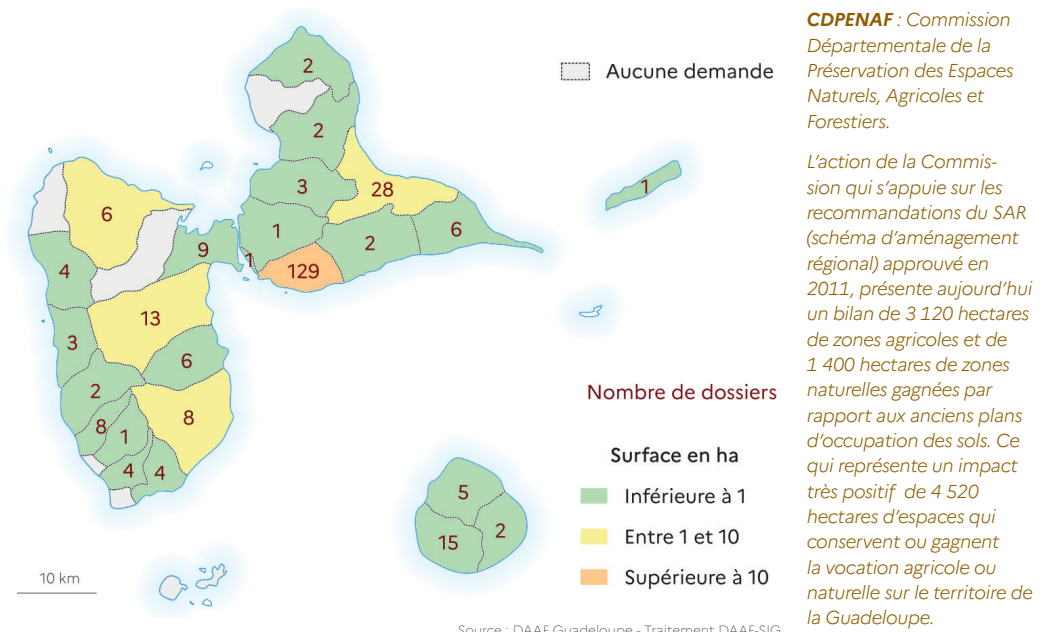 2
Aucune demande
2
3
28
1
6
6
1
2
9
1
4
129
13
3
6
2
8
8
1
4
4
Nombre de dossiers
Surface en ha
Inférieure à 1
Entre 1 et 10
Supérieure à 10
5
2
15
10 km
Source : DAAF Guadeloupe - Traitement DAAF-SIG
CDPENAF : Commission
Départementale de la
Préservation des Espaces
Naturels, Agricoles et
Forestiers.
L'action de la Commis-
sion qui s'appuie sur les
recommandations du SAR
(schéma d'aménagement
régional) approuvé en
2011, présente aujourd'hui
un bilan de 3 120 hectares
de zones agricoles et de
1 400 hectares de zones
naturelles gagnées par
rapport aux anciens plans
d'occupation des sols. Ce
qui représente un impact
très positif de 4 520
hectares d'espaces qui
conservent ou gagnent
la vocation agricole ou
naturelle sur le territoire de
la Guadeloupe.